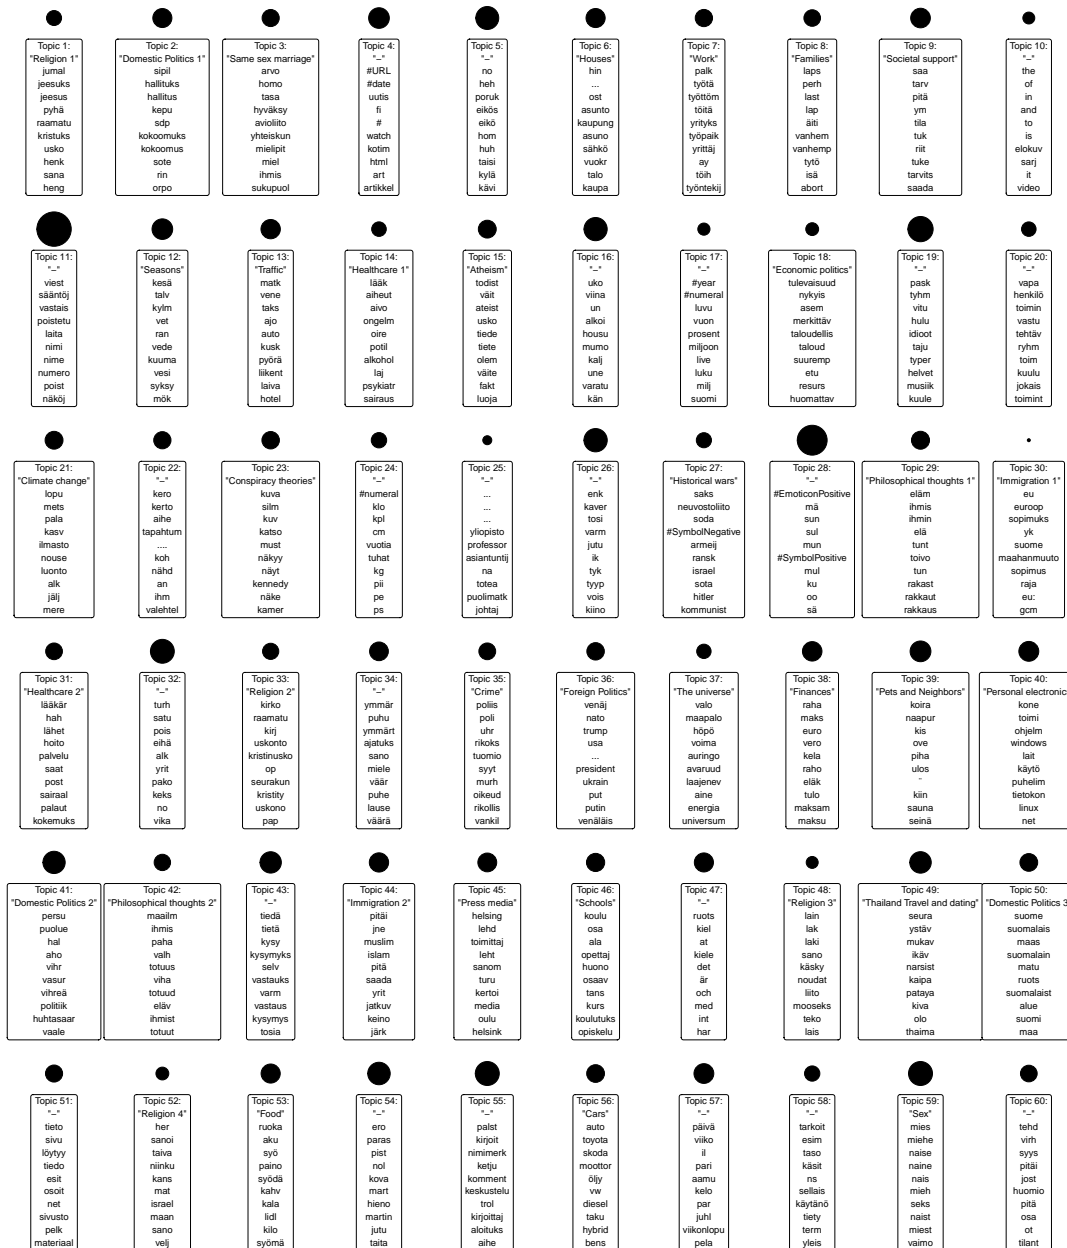 Topic 1:
"Religion 1"
jumal
jeesuks
jeesus
pyhä
raamatu
kristuks
usko
henk
sana
heng
Topic 2:
"Domestic Politics 1"
sipil
hallituks
hallitus
kepu
sdp
kokoomuks
kokoomus
sote
rin
orpo
Topic 3:
"Same sex marriage"
arvo
homo
tasa
hyväksy
avioliito
yhteiskun
mielipit
miel
ihmis
sukupuol
Topic 4:
"–"
#URL
#date
uutis
fi
#
watch
kotim
html
art
artikkel
Topic 5:
"–"
no
heh
poruk
eikös
eikö
hom
huh
taisi
kylä
kävi
Topic 6:
"Houses"
hin
...
ost
asunto
kaupung
asuno
sähkö
vuokr
talo
kaupa
Topic 7:
"Work"
palk
työtä
työttöm
töitä
yrityks
työpaik
yrittäj
ay
töih
työntekij
Topic 8:
"Families"
laps
perh
last
lap
äiti
vanhem
vanhemp
tytö
isä
abort
Topic 9:
"Societal support"
saa
tarv
pitä
ym
tila
tuk
riit
tuke
tarvits
saada
Topic 10:
"–"
the
of
in
and
to
is
elokuv
sarj
it
video
Topic 11:
"–"
viest
sääntöj
vastais
poistetu
laita
nimi
nime
numero
poist
näköj
Topic 12:
"Seasons"
kesä
talv
kylm
vet
ran
vede
kuuma
vesi
syksy
mök
Topic 13:
"Traffic"
matk
vene
taks
ajo
auto
kusk
pyörä
liikent
laiva
hotel
Topic 14:
"Healthcare 1"
lääk
aiheut
aivo
ongelm
oire
potil
alkohol
laj
psykiatr
sairaus
Topic 15:
"Atheism"
todist
väit
ateist
usko
tiede
tiete
olem
väite
fakt
luoja
Topic 16:
"–"
uko
viina
un
alkoi
housu
mumo
kalj
une
varatu
kän
Topic 17:
"–"
#year
#numeral
luvu
vuon
prosent
miljoon
live
luku
milj
suomi
Topic 18:
"Economic politics"
tulevaisuud
nykyis
asem
merkittäv
taloudellis
taloud
suuremp
etu
resurs
huomattav
Topic 19:
"–"
pask
tyhm
vitu
hulu
idioot
taju
typer
helvet
musiik
kuule
Topic 20:
"–"
vapa
henkilö
toimin
vastu
tehtäv
ryhm
toim
kuulu
jokais
toimint
Topic 21:
"Climate change"
lopu
mets
pala
kasv
ilmasto
nouse
luonto
alk
jälj
mere
Topic 22:
"–"
kero
kerto
aihe
tapahtum
....
koh
nähd
an
ihm
valehtel
Topic 23:
"Conspiracy theories"
kuva
silm
kuv
katso
must
näkyy
näyt
kennedy
näke
kamer
Topic 24:
"–"
#numeral
klo
kpl
cm
vuotia
tuhat
kg
pii
pe
ps
Topic 25:
"–"
...
...
...
yliopisto
professor
asiantuntij
na
totea
puolimatk
johtaj
Topic 26:
"–"
enk
kaver
tosi
varm
jutu
ik
tyk
tyyp
vois
kiino
Topic 27:
"Historical wars"
saks
neuvostoliito
soda
#SymbolNegative
armeij
ransk
israel
sota
hitler
kommunist
Topic 28:
"–"
#EmoticonPositive
mä
sun
sul
mun
#SymbolPositive
mul
ku
oo
sä
Topic 29:
"Philosophical thoughts 1"
eläm
ihmis
ihmin
elä
tunt
toivo
tun
rakast
rakkaut
rakkaus
Topic 30:
"Immigration 1"
eu
euroop
sopimuks
yk
suome
maahanmuuto
sopimus
raja
eu:
gcm
Topic 31:
"Healthcare 2"
lääkär
hah
lähet
hoito
palvelu
saat
post
sairaal
palaut
kokemuks
Topic 32:
"–"
turh
satu
pois
eihä
alk
yrit
pako
keks
no
vika
Topic 33:
"Religion 2"
kirko
raamatu
kirj
uskonto
kristinusko
op
seurakun
kristity
uskono
pap
Topic 34:
"–"
ymmär
puhu
ymmärt
ajatuks
sano
miele
väär
puhe
lause
väärä
Topic 35:
"Crime"
poliis
poli
uhr
rikoks
tuomio
syyt
murh
oikeud
rikollis
vankil
Topic 36:
"Foreign Politics"
venäj
nato
trump
usa
...
president
ukrain
put
putin
venäläis
Topic 37:
"The universe"
valo
maapalo
höpö
voima
auringo
avaruud
laajenev
aine
energia
universum
Topic 38:
"Finances"
raha
maks
euro
vero
kela
raho
eläk
tulo
maksam
maksu
Topic 39:
"Pets and Neighbors"
koira
naapur
kis
ove
piha
ulos
¨
kiin
sauna
seinä
Topic 40:
"Personal electronic
kone
toimi
ohjelm
windows
lait
käytö
puhelim
tietokon
linux
net
Topic 41:
"Domestic Politics 2"
persu
puolue
hal
aho
vihr
vasur
vihreä
politiik
huhtasaar
vaale
Topic 42:
"Philosophical thoughts 2"
maailm
ihmis
paha
valh
totuus
viha
totuud
eläv
ihmist
totuut
Topic 43:
"–"
tiedä
tietä
kysy
kysymyks
selv
vastauks
varm
vastaus
kysymys
tosia
Topic 44:
"Immigration 2"
pitäi
jne
muslim
islam
pitä
saada
yrit
jatkuv
keino
järk
Topic 45:
"Press media"
helsing
lehd
toimittaj
leht
sanom
turu
kertoi
media
oulu
helsink
Topic 46:
"Schools"
koulu
osa
ala
opettaj
huono
osaav
tans
kurs
koulutuks
opiskelu
Topic 47:
"–"
ruots
kiel
at
kiele
det
är
och
med
int
har
Topic 48:
"Religion 3"
lain
lak
laki
sano
käsky
noudat
liito
mooseks
teko
lais
Topic 49:
"Thailand Travel and dating"
seura
ystäv
mukav
ikäv
narsist
kaipa
pataya
kiva
olo
thaima
Topic 50:
"Domestic Politics 3
suome
suomalais
maas
suomalain
matu
ruots
suomalaist
alue
suomi
maa
Topic 51:
"–"
tieto
sivu
löytyy
tiedo
esit
osoit
net
sivusto
pelk
materiaal
Topic 52:
"Religion 4"
her
sanoi
taiva
niinku
kans
mat
israel
maan
sano
velj
Topic 53:
"Food"
ruoka
aku
syö
paino
syödä
kahv
kala
lidl
kilo
syömä
Topic 54:
"–"
ero
paras
pist
nol
kova
mart
hieno
martin
jutu
taita
Topic 55:
"–"
palst
kirjoit
nimimerk
ketju
komment
keskustelu
trol
kirjoittaj
aloituks
aihe
Topic 56:
"Cars"
auto
toyota
skoda
moottor
öljy
vw
diesel
taku
hybrid
bens
Topic 57:
"–"
päivä
viiko
il
pari
aamu
kelo
par
juhl
viikonlopu
pela
Topic 58:
"–"
tarkoit
esim
taso
käsit
ns
sellais
käytänö
tiety
term
yleis
Topic 59:
"Sex"
mies
miehe
naise
naine
nais
mieh
seks
naist
miest
vaimo
Topic 60:
"–"
tehd
virh
syys
pitäi
jost
huomio
pitä
osa
ot
tilant